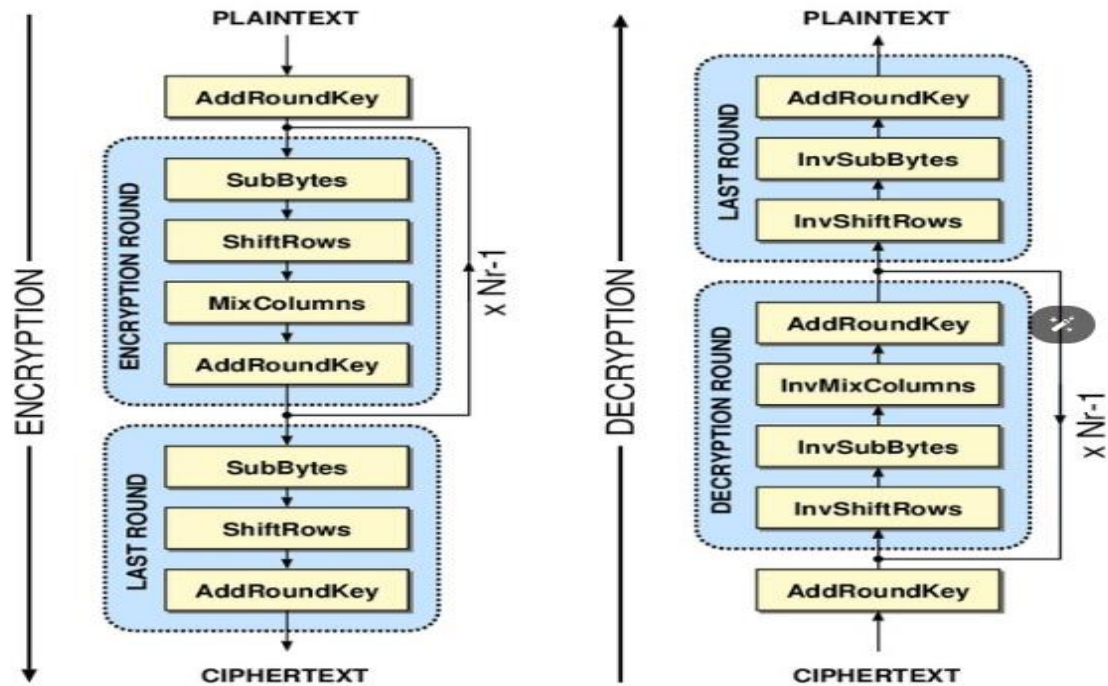 PLAINTEXT
AddRoundKey
SubBytes
ShiftRows
MixColumns
AddRoundKey
ENCRYPTION ROUND
x Nr-1
SubBytes
ShiftRows
AddRoundKey
LAST ROUND
CIPHERTEXT
ENCRYPTION
PLAINTEXT
AddRoundKey
InvSubBytes
InvShiftRows
LAST ROUND
AddRoundKey
InvMixColumns
InvSubBytes
InvShiftRows
DECRYPTION ROUND
x Nr-1
AddRoundKey
CIPHERTEXT
DECRYPTION